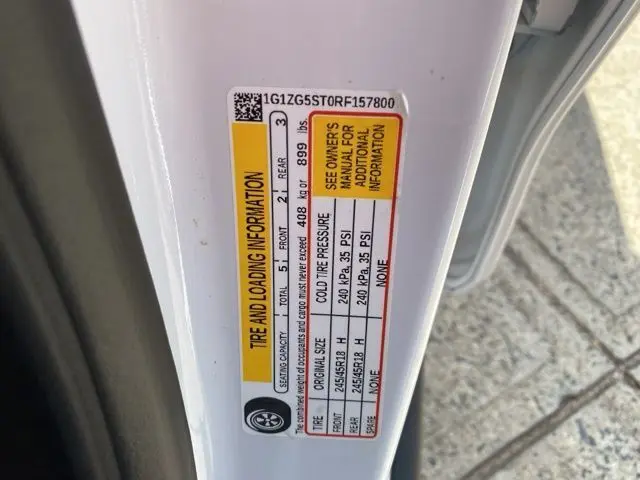 1G1ZG5ST0RF157800
TIRE AND LOADING INFORMATION
SEATING CAPACITY TOTAL 5 FRONT 2 REAR 3
The combined weight of occupants and cargo must never exceed 408 kg or 899 lbs.
TIRE ORIGINAL SIZE COLD TIRE PRESSURE
FRONT 245/45R18 H 240 kPa, 35 PSI
REAR 245/45R18 H 240 kPa, 35 PSI
SPARE NONE NONE
SEE OWNER'S
MANUAL FOR
ADDITIONAL
INFORMATION